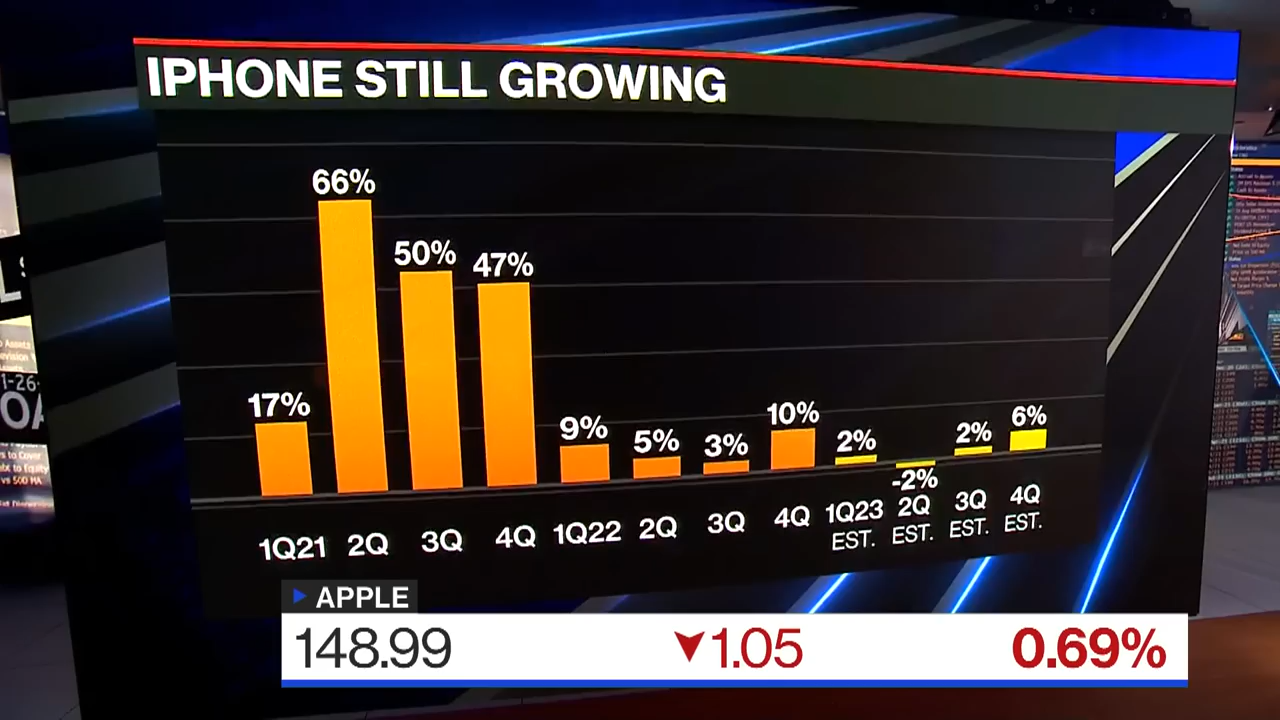 IPHONE STILL GROWING
66%
50%
47%
17%
9%
5%
3%
10%
2%
-2%
2%
6%
1Q21 2Q 3Q 4Q 1Q22 2Q 3Q 4Q 1Q23 2Q 3Q 4Q
EST. EST. EST. EST.
APPLE
148.99 1.05 0.69%